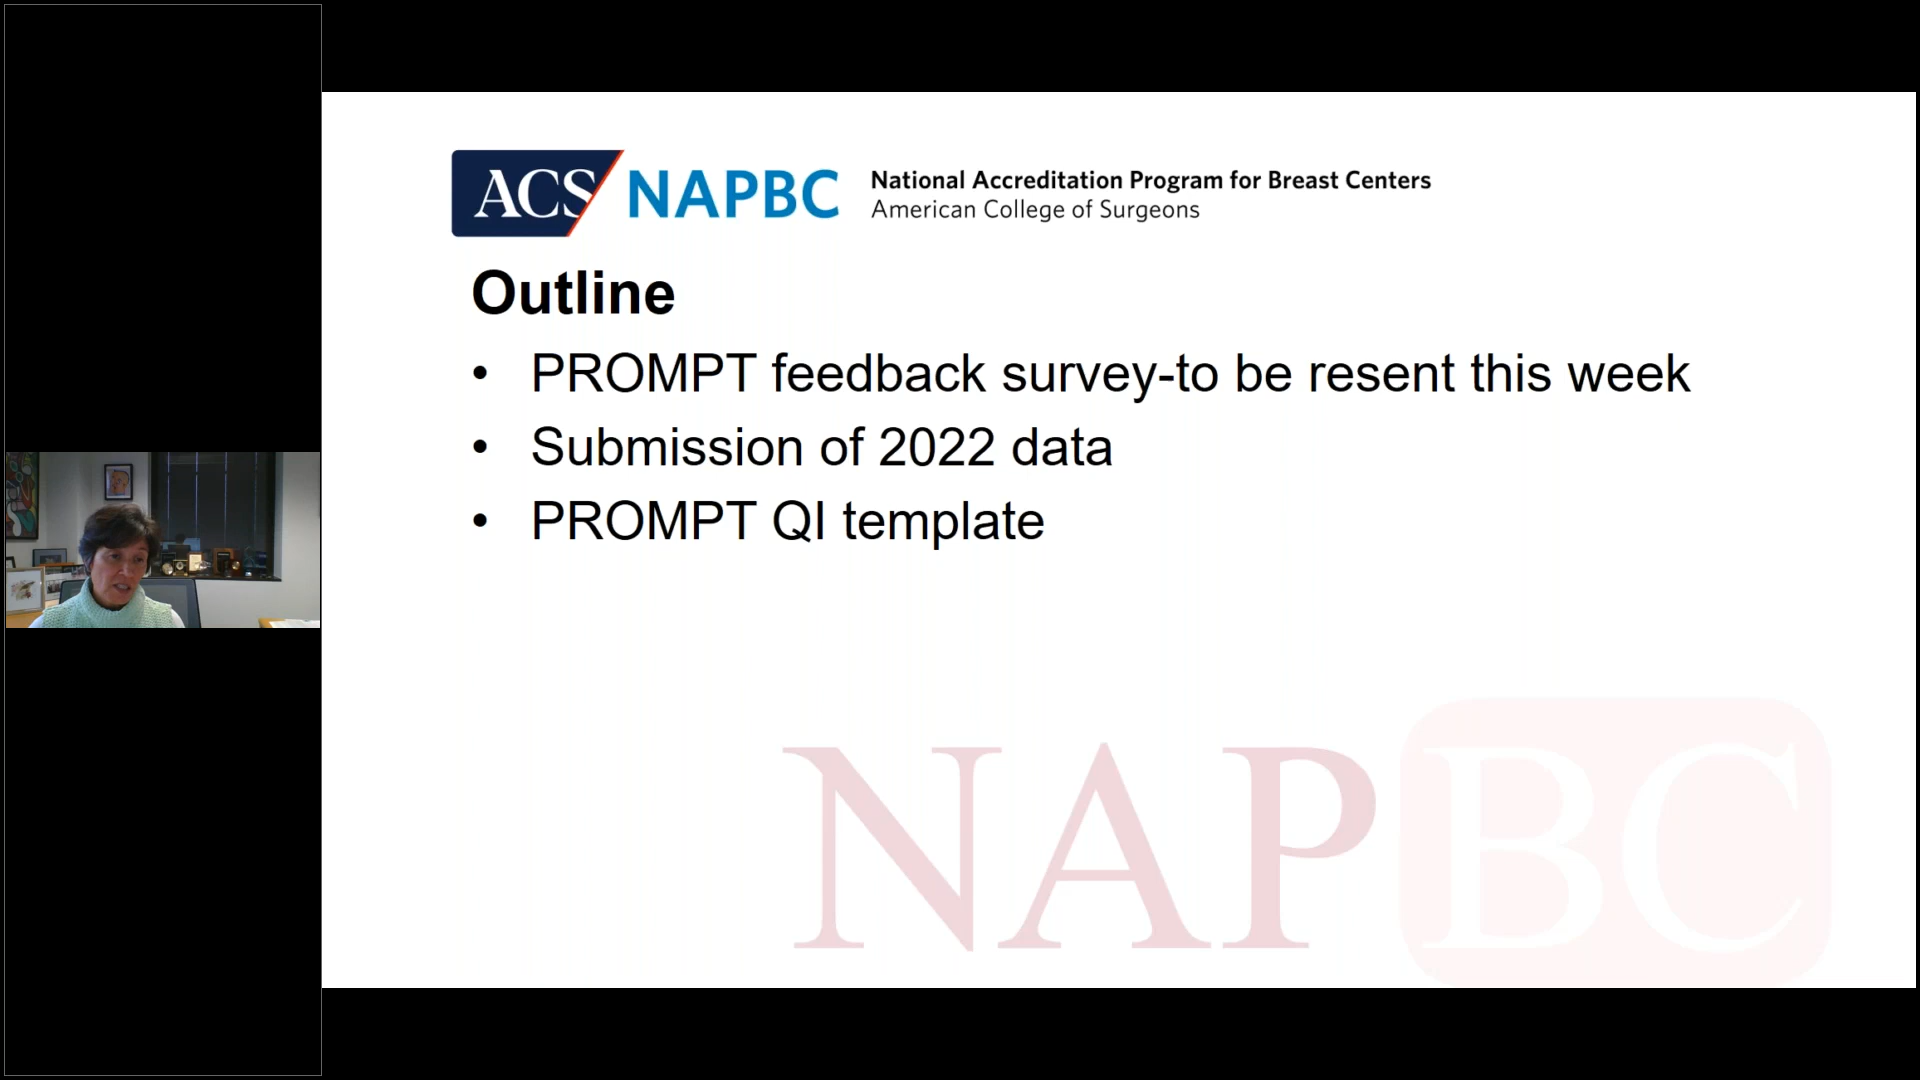 ACS NAPBC
National Accreditation Program for Breast Centers
American College of Surgeons
Outline
• PROMPT feedback survey-to be resent this week
• Submission of 2022 data
• PROMPT QI template
NAPBC